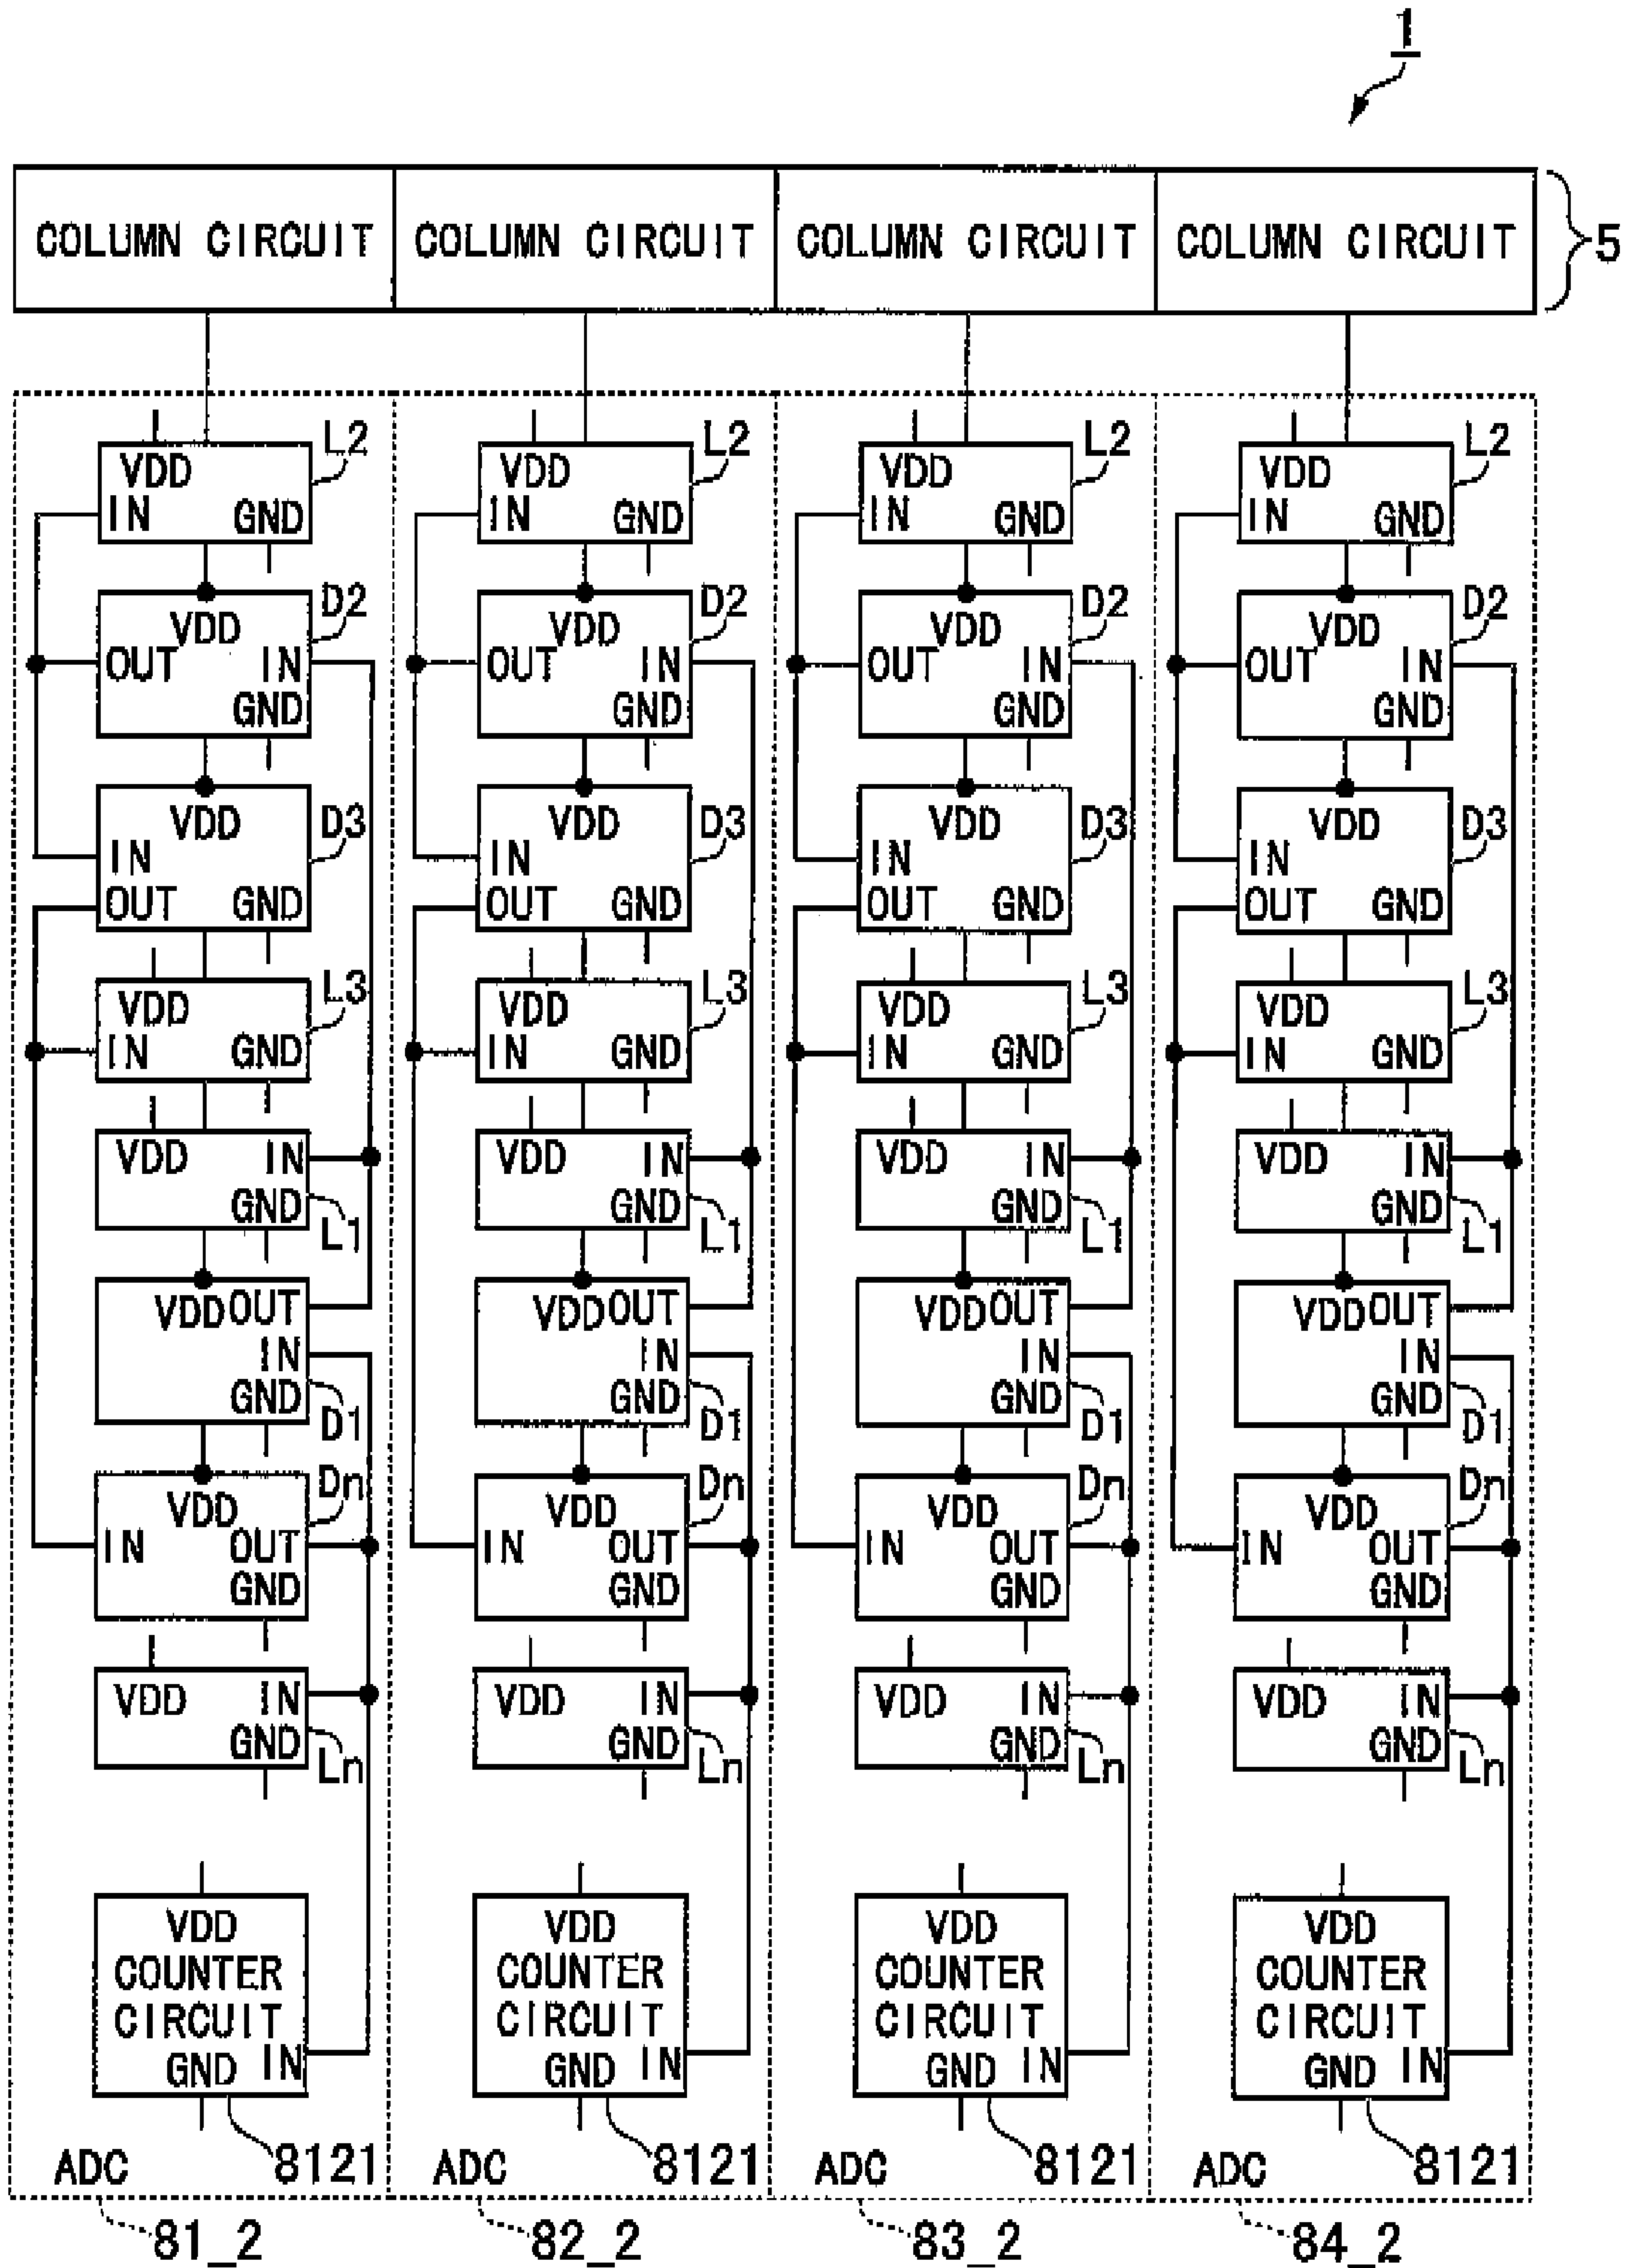 1
COLUMN CIRCUIT COLUMN CIRCUIT COLUMN CIRCUIT COLUMN CIRCUIT 5
L2 L2 L2 L2
VDD VDD VDD VDD
IN GND IN GND IN GND IN GND
D2 D2 D2 D2
VDD VDD VDD VDD
OUT IN OUT IN OUT IN OUT IN
GND GND GND GND
VDD D3 VDD D3 VDD D3 VDD D3
IN IN IN IN
OUT GND OUT GND OUT GND OUT GND
L3 L3 L3 L3
VDD VDD VDD VDD
IN GND IN GND IN GND IN GND
VDD IN VDD IN VDD IN VDD IN
GND GND GND GND
L1 L1 L1 L1
VDD OUT VDD OUT VDD OUT VDD OUT
IN IN IN IN
GND GND GND GND
D1 D1 D1 D1
Dn Dn Dn Dn
VDD VDD VDD VDD
IN OUT IN OUT IN OUT IN OUT
GND GND GND GND
VDD IN VDD IN VDD IN VDD IN
GND GND GND GND
Ln Ln Ln Ln
VDD VDD VDD VDD
COUNTER COUNTER COUNTER COUNTER
CIRCUIT CIRCUIT CIRCUIT CIRCUIT
GND IN GND IN GND IN GND IN
ADC 8121 ADC 8121 ADC 8121 ADC 8121
81_2 82_2 83_2 84_2